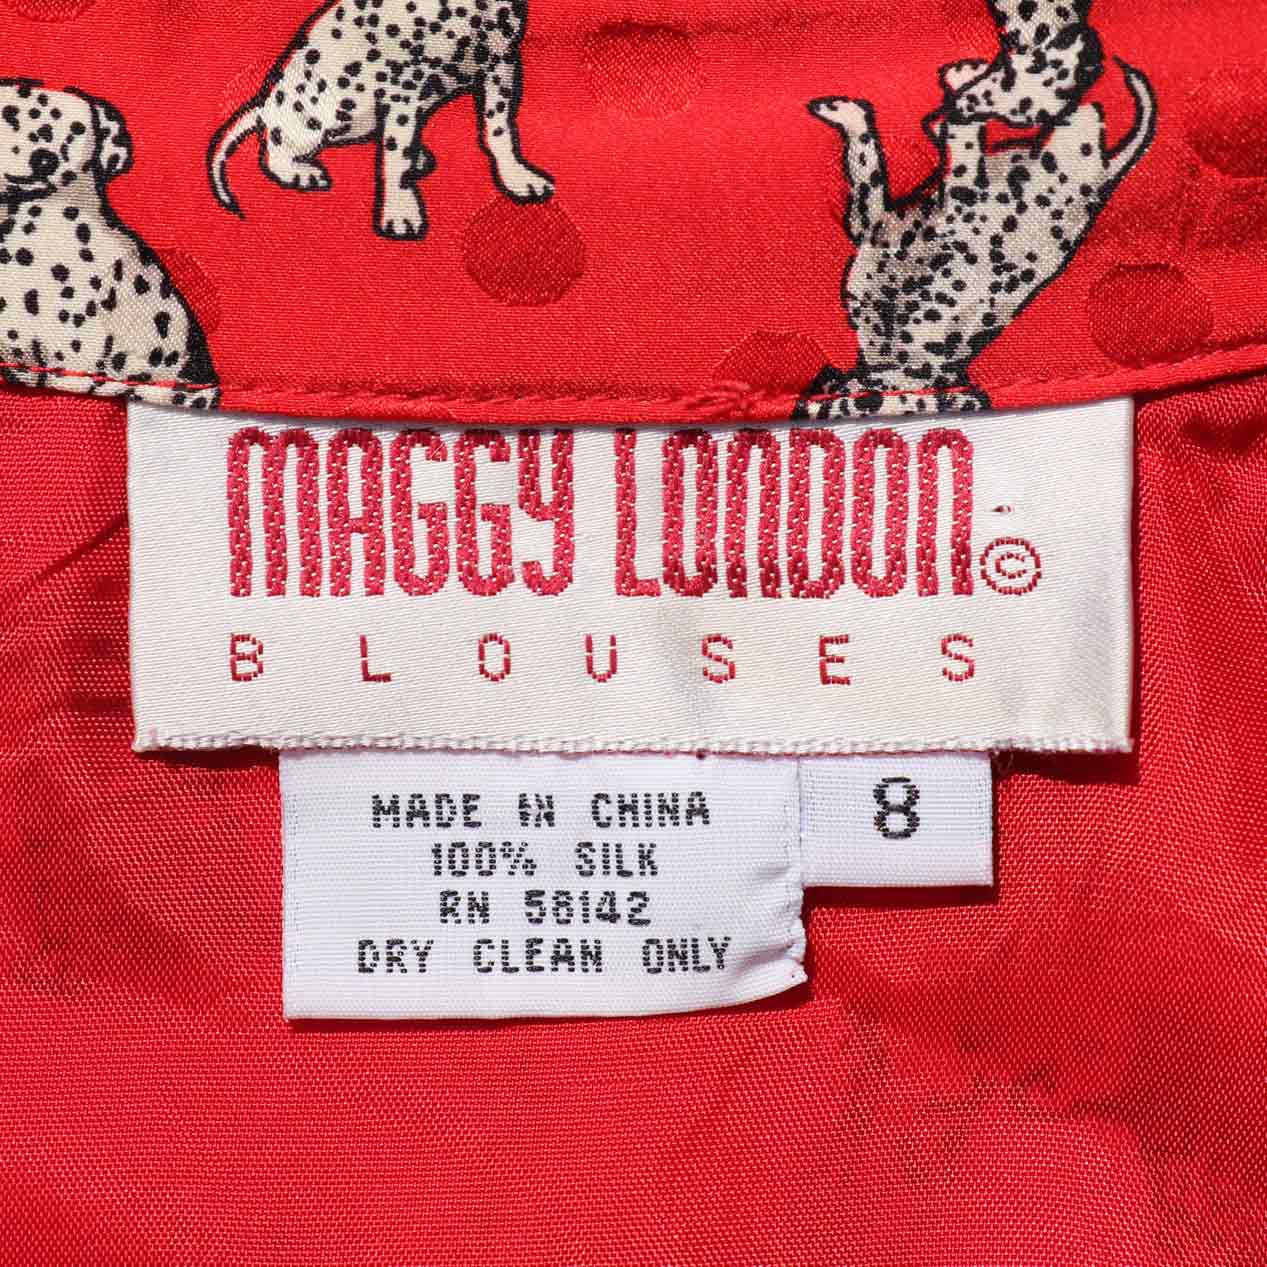 MAGGY LONDON ©
BLOUSES
MADE IN CHINA
100% SILK
RN 58142
DRY CLEAN ONLY
8